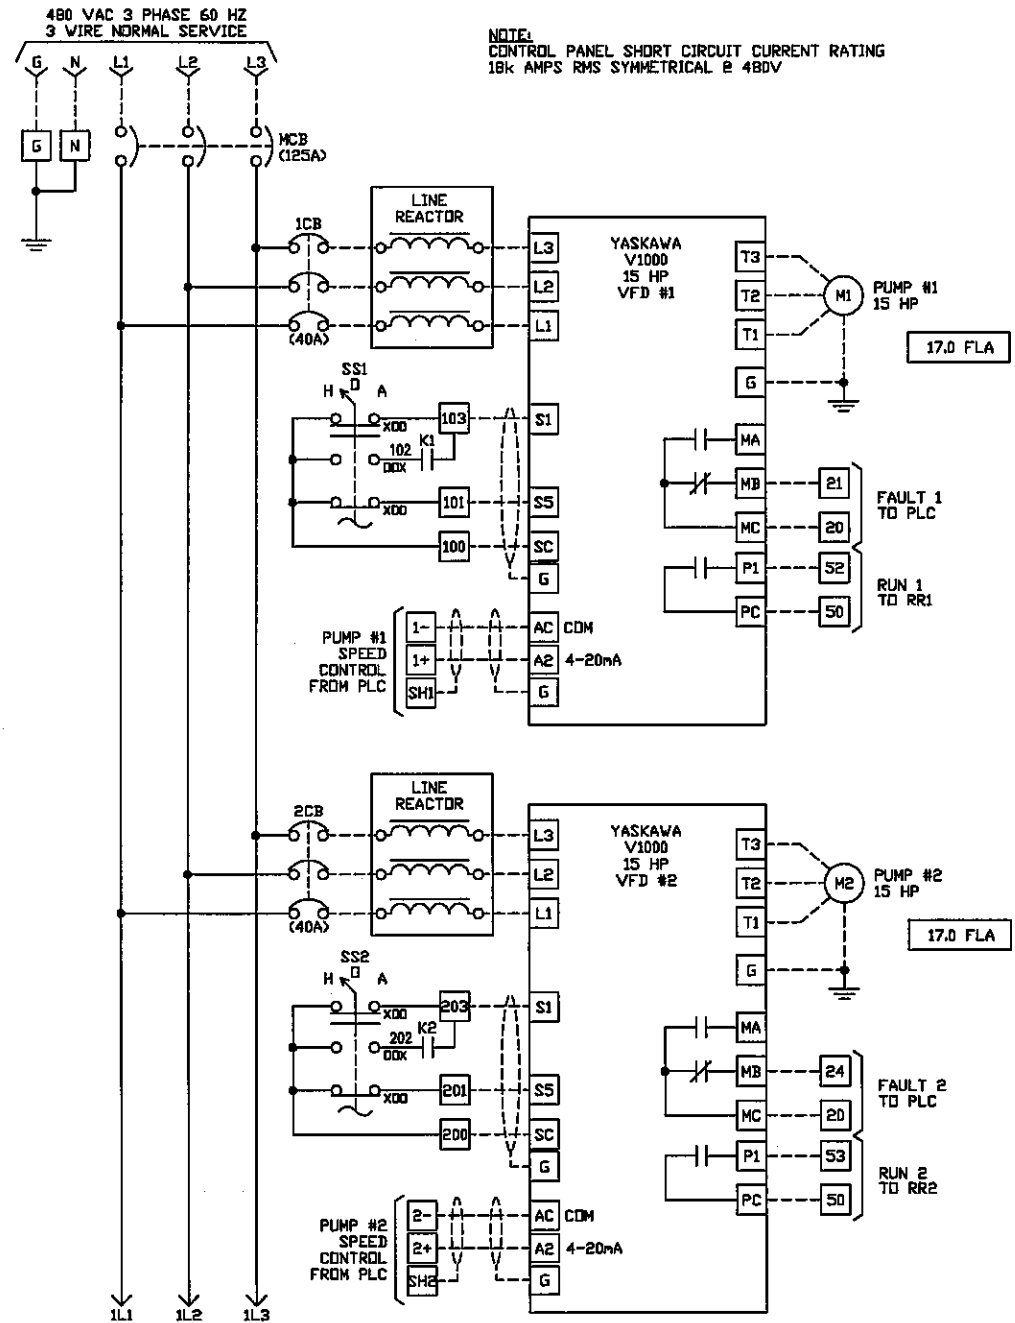 480 VAC 3 PHASE 60 HZ
3 WIRE NORMAL SERVICE
G N L1 L2 L3
NOTE:
CONTROL PANEL SHORT CIRCUIT CURRENT RATING
18k AMPS RMS SYMMETRICAL @ 480V
G N
MCB
(125A)
1CB
(40A)
LINE
REACTOR
L3
L2
L1
YASKAWA
V1000
15 HP
VFD #1
T3
T2
T1
G
M1
PUMP #1
15 HP
17.0 FLA
SS1
H A
X00
103
S1
102
K1
00X
X00
101
S5
100
SC
G
MA
MB
21
MC
20
FAULT 1
TO PLC
P1
52
PC
50
RUN 1
TO RR1
PUMP #1
SPEED
CONTROL
FROM PLC
1-
AC COM
1+
A2 4-20mA
SH1
G
2CB
(40A)
LINE
REACTOR
L3
L2
L1
YASKAWA
V1000
15 HP
VFD #2
T3
T2
T1
G
M2
PUMP #2
15 HP
17.0 FLA
SS2
H A
X00
203
S1
202
K2
00X
X00
201
S5
200
SC
G
MA
MB
24
MC
20
FAULT 2
TO PLC
P1
53
PC
50
RUN 2
TO RR2
PUMP #2
SPEED
CONTROL
FROM PLC
2-
AC COM
2+
A2 4-20mA
SH2
G
1L1 1L2 1L3